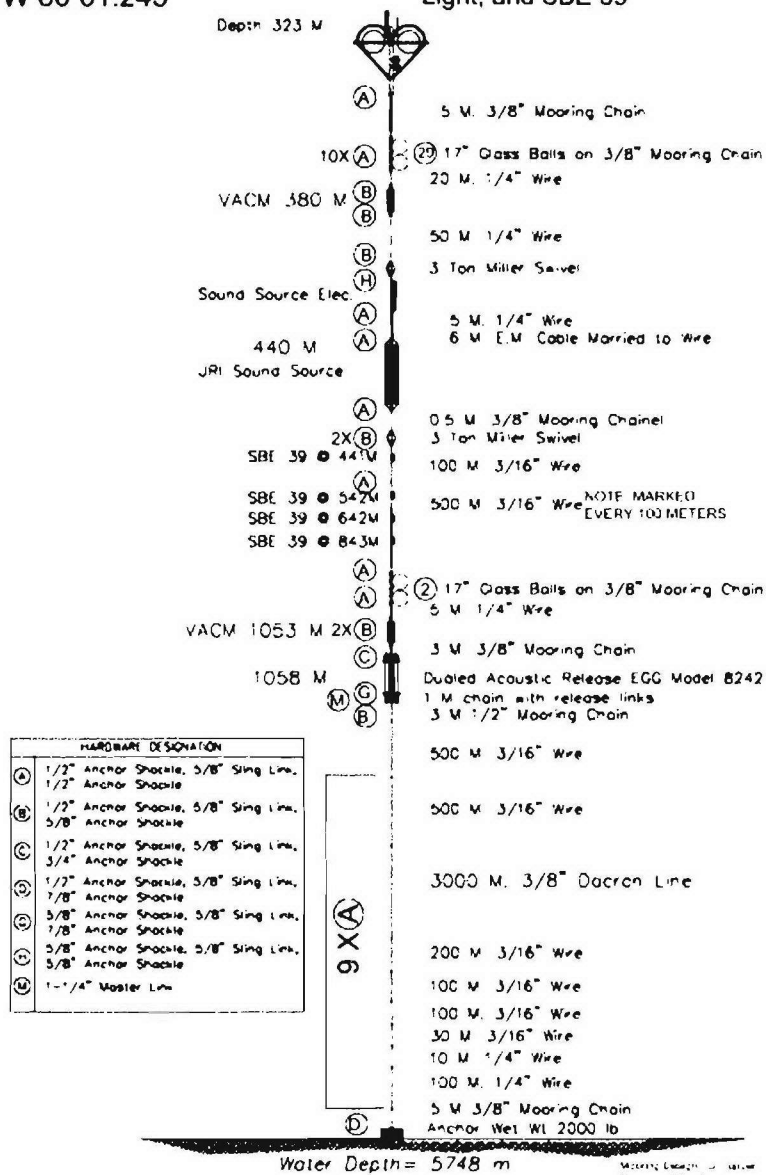 W 60 01.245
Light, and SBE 39
Depth 323 M
A
5 M. 3/8" Mooring Chain
10X A
29 17" Glass Balls on 3/8" Mooring Chain
20 M. 1/4" Wire
VACM 380 M B
B
50 M 1/4" Wire
B
3 Ton Miller Swivel
H
Sound Source Elec.
A
5 M. 1/4" Wire
A
6 M E.M Cable Married to Wire
440 M
JRI Sound Source
A
0.5 M 3/8" Mooring Chainel
2X B
3 Ton Miller Swivel
SBE 39 @ 441M
100 M 3/16" Wire
A
SBE 39 @ 542M
500 M 3/16" Wire NOTE MARKED
EVERY 100 METERS
SBE 39 @ 642M
SBE 39 @ 843M
A
2 17" Glass Balls on 3/8" Mooring Chain
A
5 M 1/4" Wire
VACM 1053 M 2X B
3 M 3/8" Mooring Chain
C
1058 M
Dualed Acoustic Release EGG Model 8242
M G
1 M chain with release links
B
3 M 1/2" Mooring Chain
500 M 3/16" Wire
500 M 3/16" Wire
3000 M. 3/8" Dacron Line
9 X A
200 M 3/16" Wire
100 M 3/16" Wire
100 M. 3/16" Wire
30 M 3/16" Wire
10 M 1/4" Wire
100 M. 1/4" Wire
5 M 3/8" Mooring Chain
D
Anchor Wet Wt. 2000 lb
Water Depth= 5748 m
HARDWARE DESIGNATION
A 1/2" Anchor Shackle, 5/8" Sling Link,
1/2" Anchor Shackle
B 1/2" Anchor Shackle, 5/8" Sling Link,
5/8" Anchor Shackle
C 1/2" Anchor Shackle, 5/8" Sling Link,
3/4" Anchor Shackle
D 1/2" Anchor Shackle, 5/8" Sling Link,
7/8" Anchor Shackle
G 5/8" Anchor Shackle, 5/8" Sling Link,
7/8" Anchor Shackle
H 5/8" Anchor Shackle, 5/8" Sling Link,
5/8" Anchor Shackle
M 1-1/4" Master Link